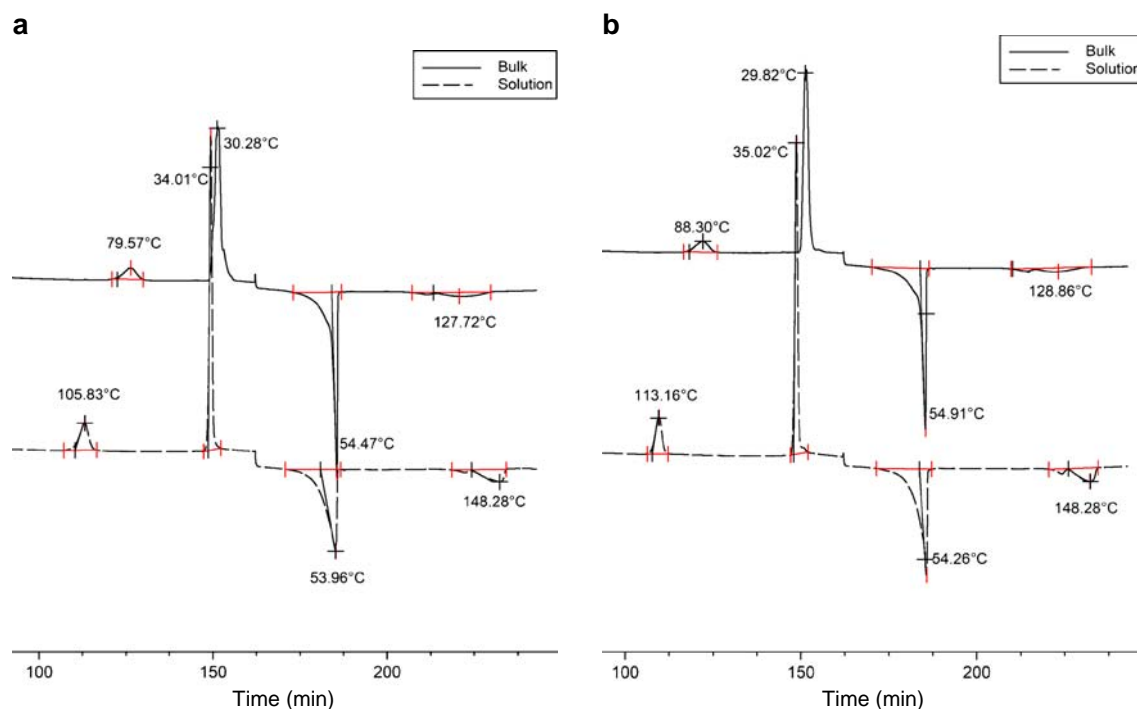 a
Bulk
Solution
30.28°C
34.01°C
79.57°C
127.72°C
105.83°C
54.47°C
148.28°C
53.96°C
100 150 200
Time (min)
b
Bulk
Solution
29.82°C
35.02°C
88.30°C
128.86°C
113.16°C
54.91°C
148.28°C
54.26°C
100 150 200
Time (min)